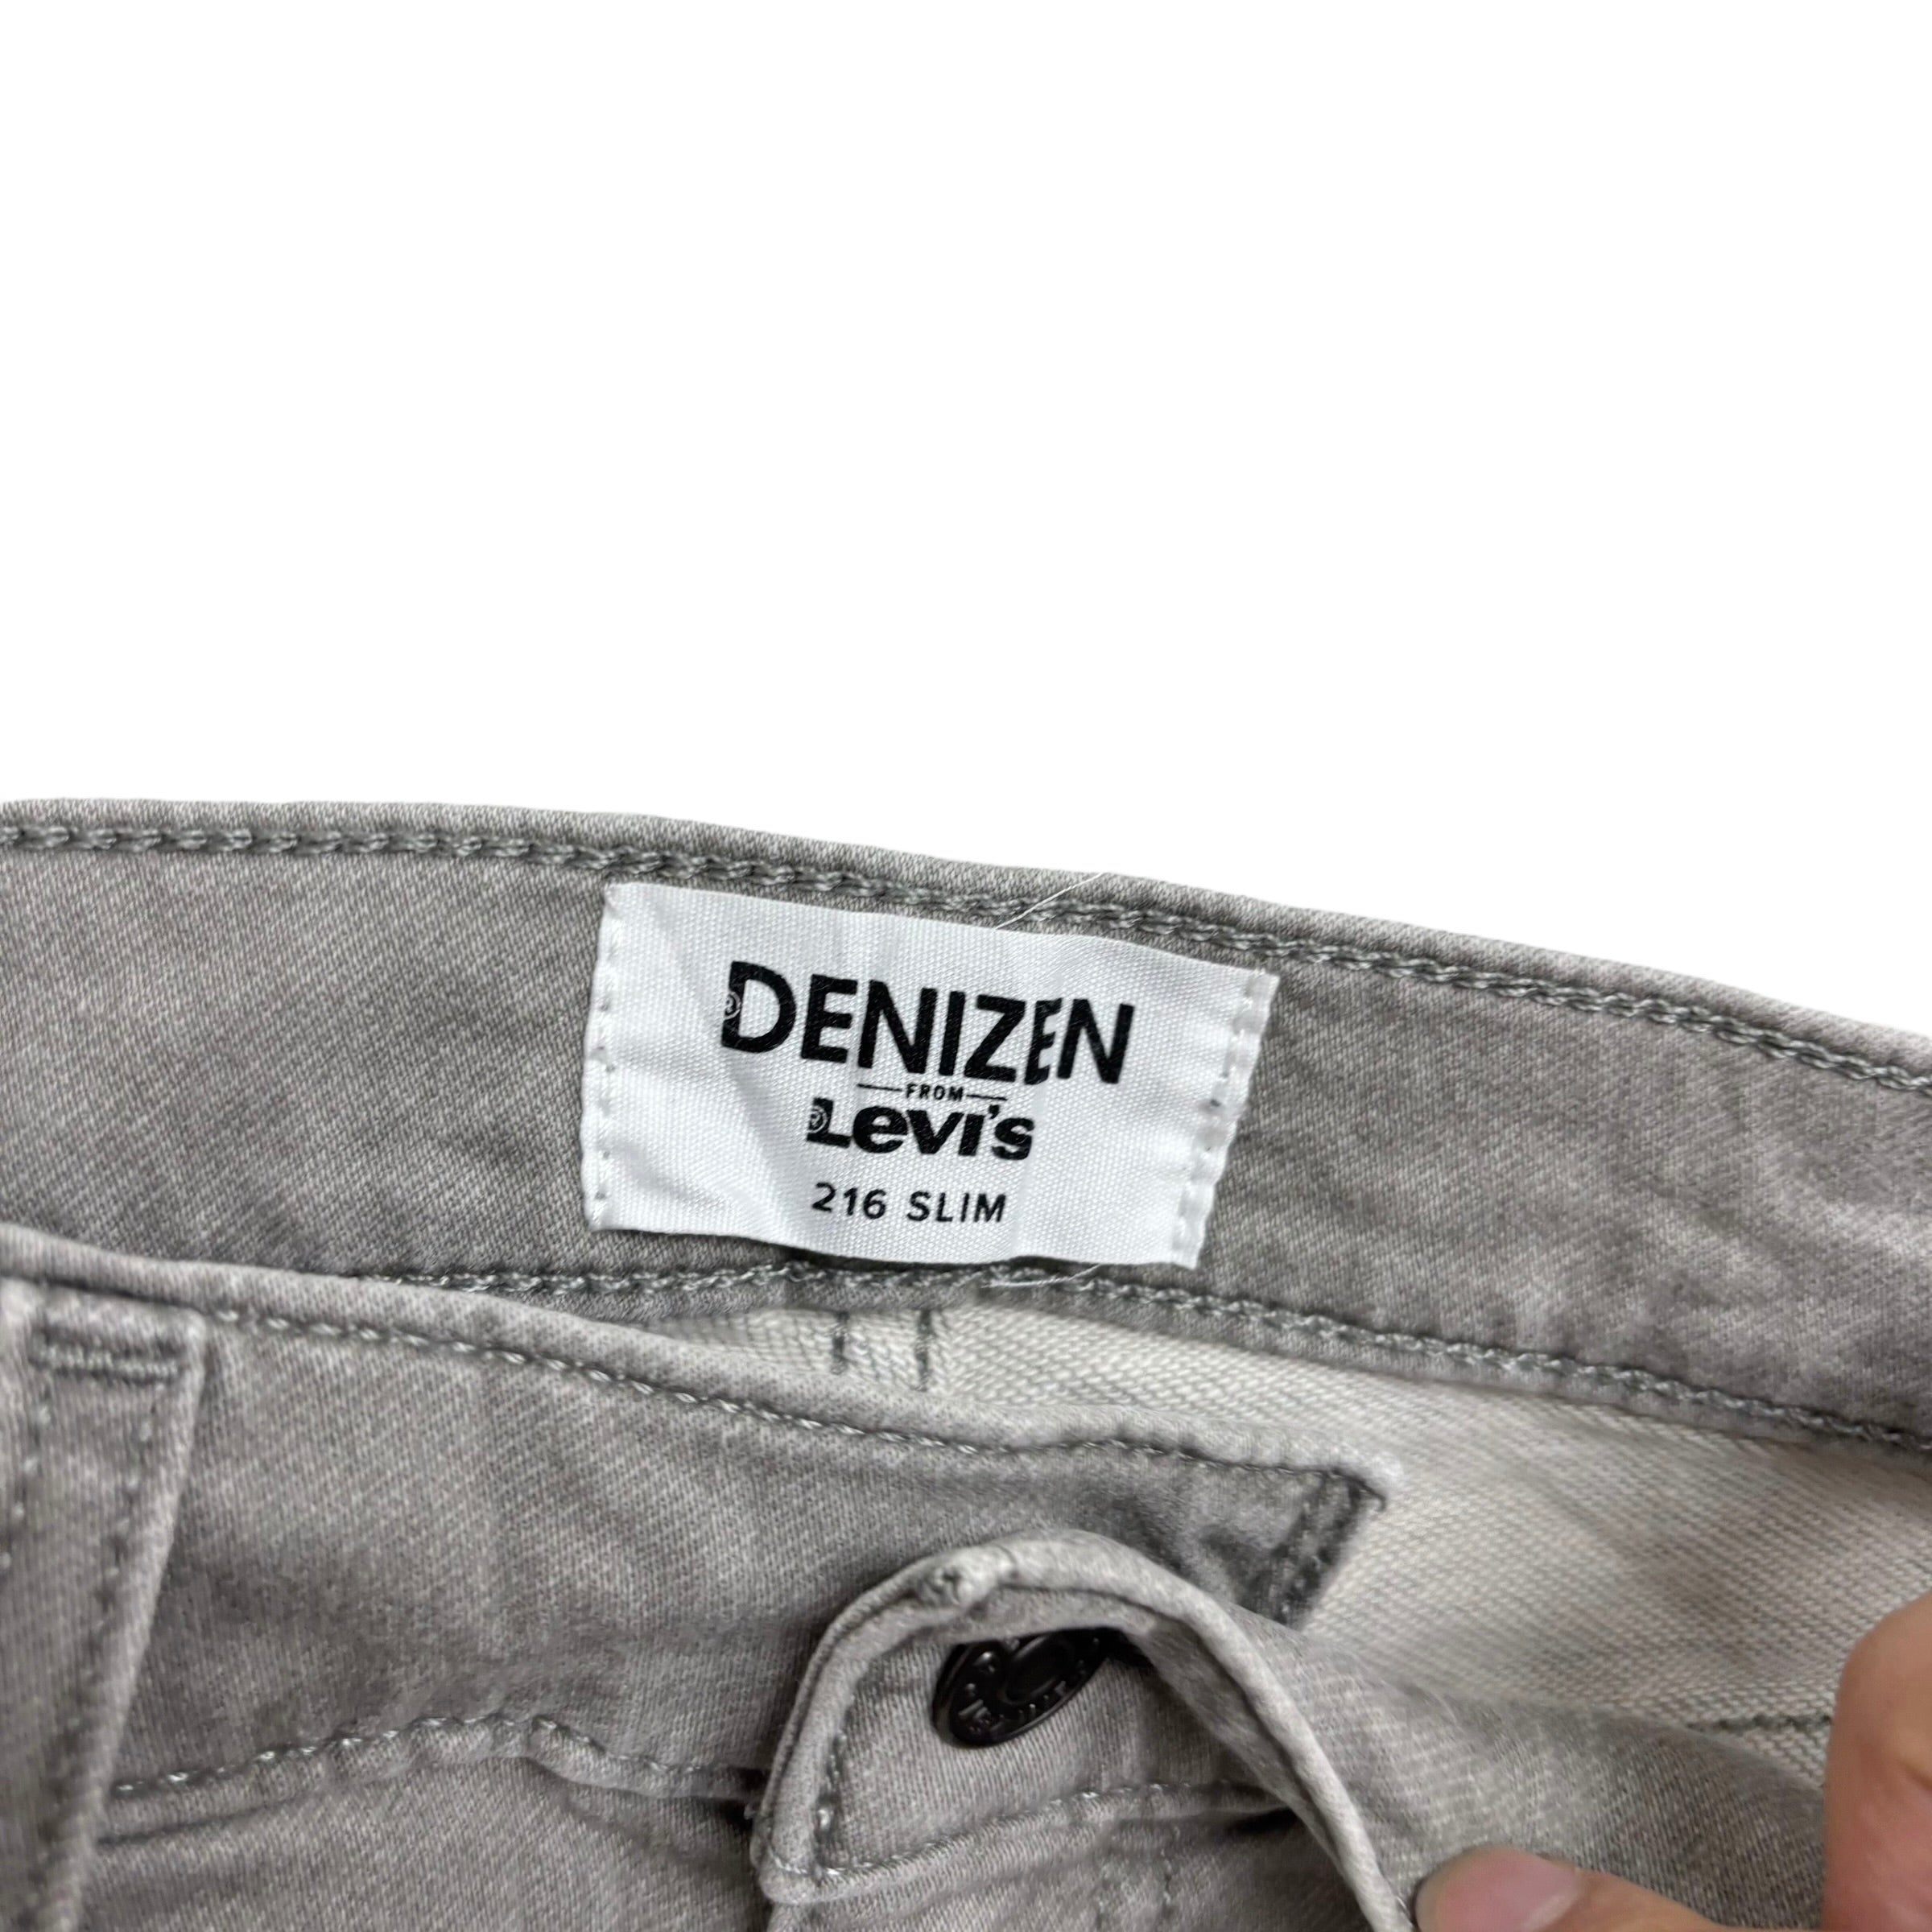 ®DENIZEN
FROM
®Levi's
216 SLIM